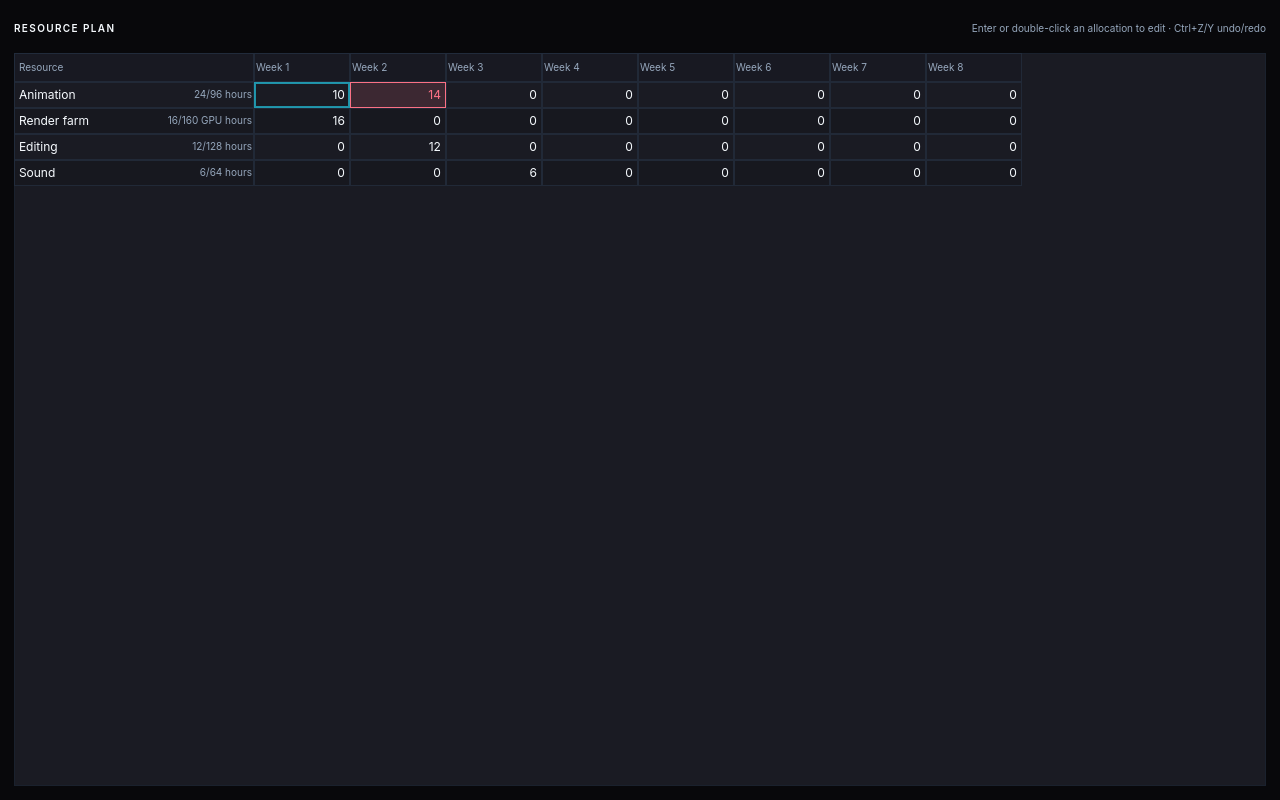 RESOURCE PLAN Enter or double-click an allocation to edit · Ctrl+Z/Y undo/redo
Resource Week 1 Week 2 Week 3 Week 4 Week 5 Week 6 Week 7 Week 8
Animation 24/96 hours 10 14 0 0 0 0 0 0
Render farm 16/160 GPU hours 16 0 0 0 0 0 0 0
Editing 12/128 hours 0 12 0 0 0 0 0 0
Sound 6/64 hours 0 0 6 0 0 0 0 0